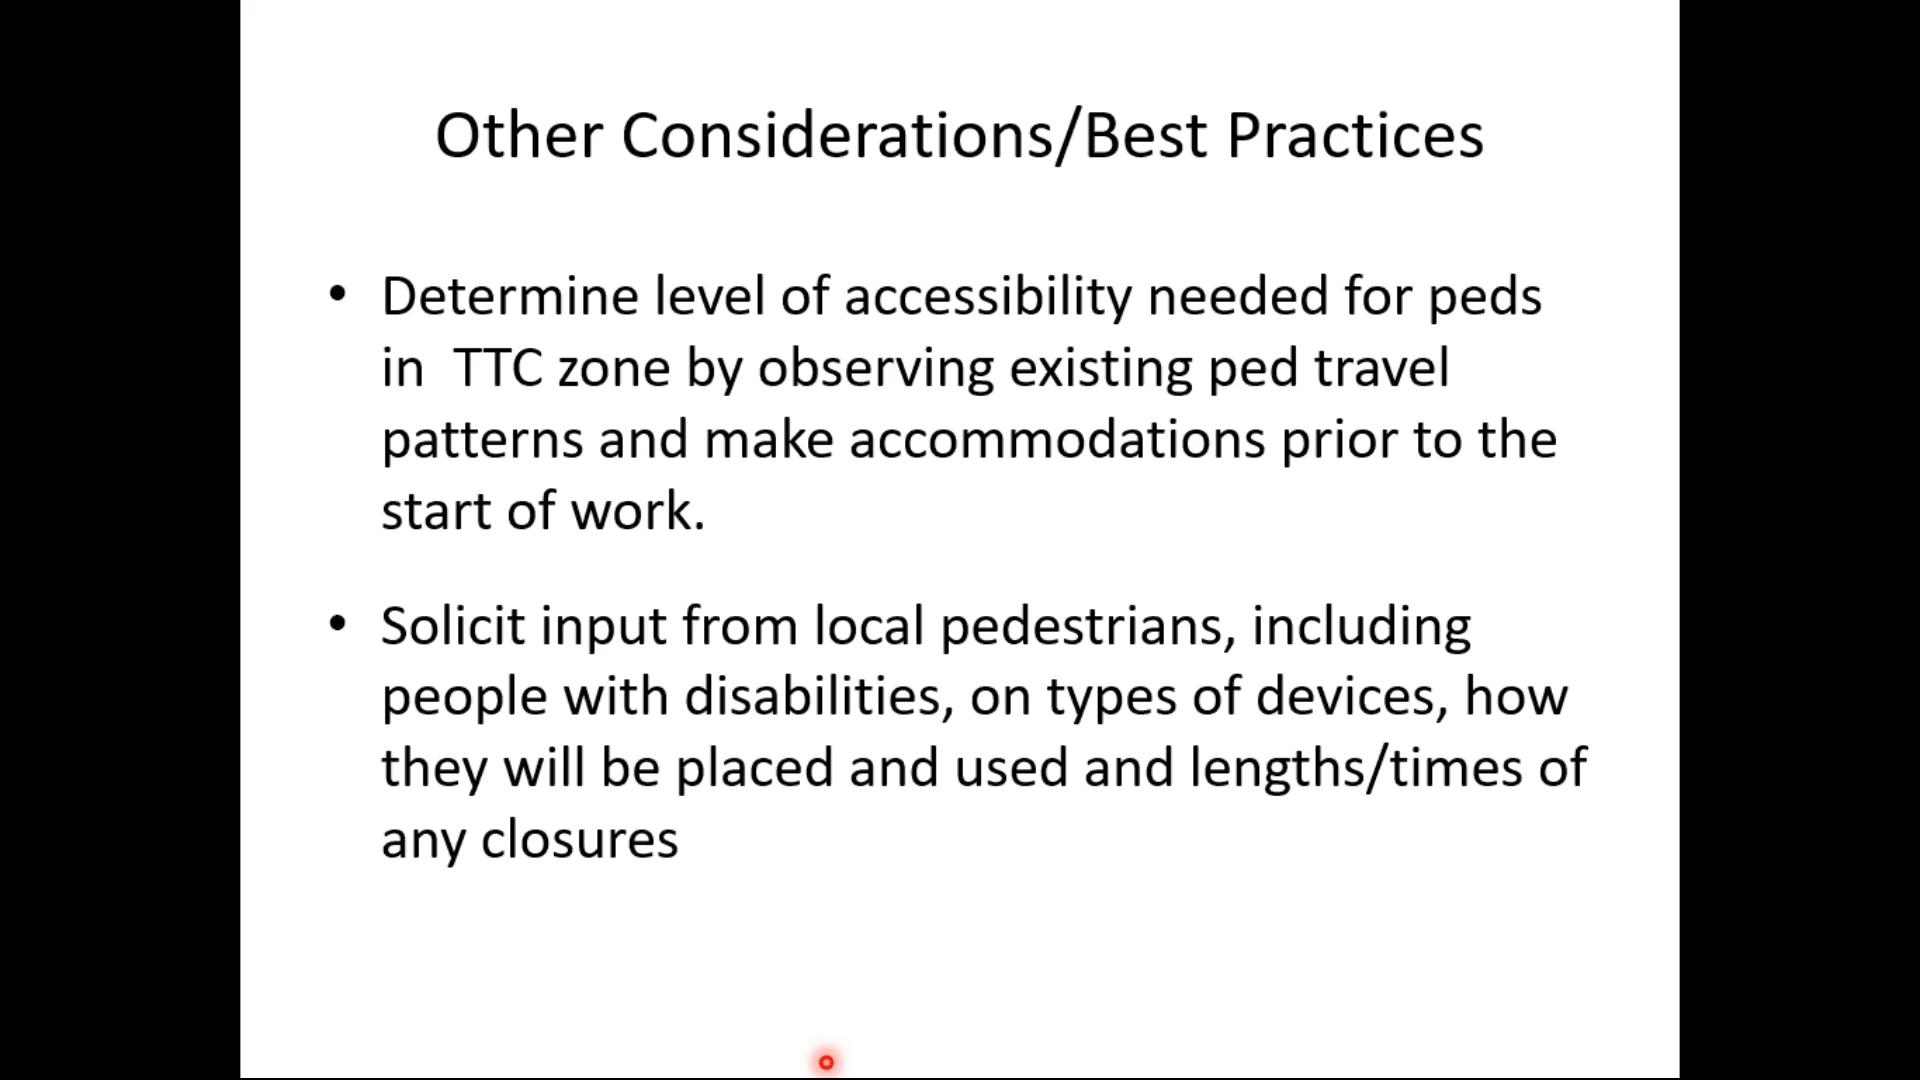 Other Considerations/Best Practices
• Determine level of accessibility needed for peds
in  TTC zone by observing existing ped travel
patterns and make accommodations prior to the
start of work.
• Solicit input from local pedestrians, including
people with disabilities, on types of devices, how
they will be placed and used and lengths/times of
any closures